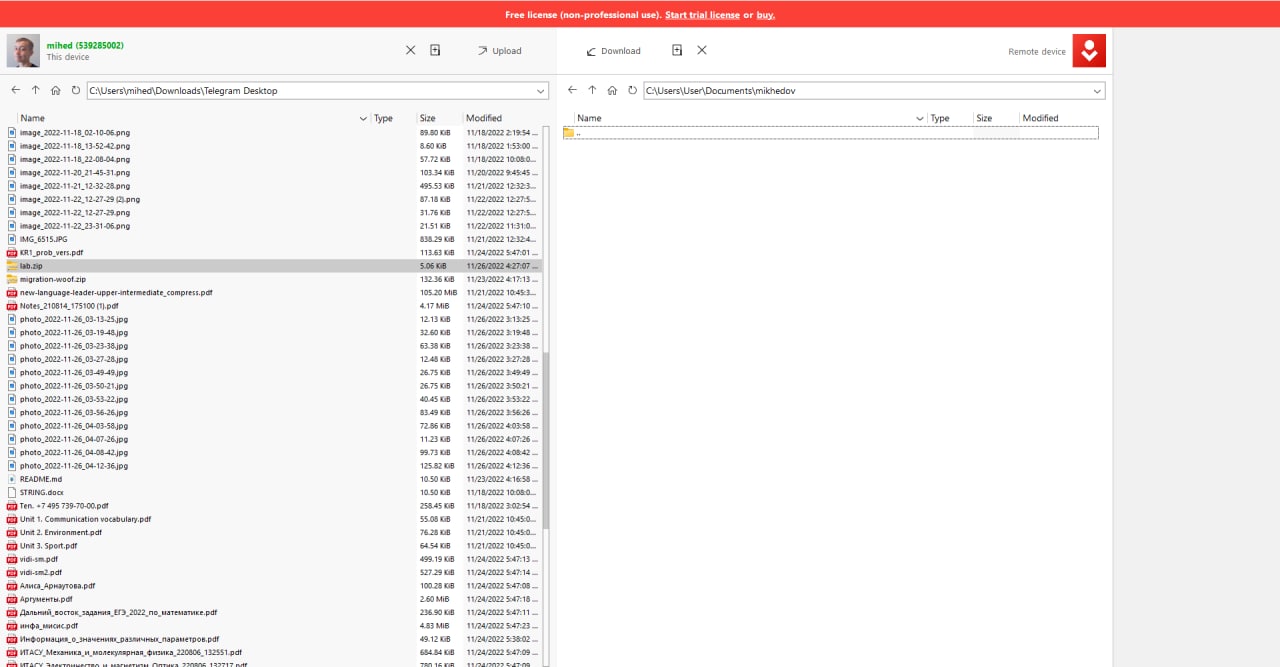 Free license (non-professional use). Start trial license or buy.
mihed (539285002)
This device
Upload
Download
Remote device
C:\Users\mihed\Downloads\Telegram Desktop
C:\Users\User\Documents\mikhedov
Name Type Size Modified
Name Type Size Modified
..
image_2022-11-18_02-10-06.png 89.80 KiB 11/18/2022 2:19:54 ...
image_2022-11-18_13-52-42.png 8.60 KiB 11/18/2022 1:53:00 ...
image_2022-11-18_22-08-04.png 57.72 KiB 11/18/2022 10:08:0...
image_2022-11-20_21-45-31.png 103.34 KiB 11/20/2022 9:45:45 ...
image_2022-11-21_12-32-28.png 495.53 KiB 11/21/2022 12:32:3...
image_2022-11-22_12-27-29 (2).png 87.18 KiB 11/22/2022 12:27:5...
image_2022-11-22_12-27-29.png 31.76 KiB 11/22/2022 12:27:5...
image_2022-11-22_23-31-06.png 21.51 KiB 11/22/2022 11:31:0...
IMG_6515.JPG 838.29 KiB 11/21/2022 12:32:4...
KR1_prob_vers.pdf 113.63 KiB 11/24/2022 5:47:01 ...
lab.zip 5.06 KiB 11/26/2022 4:27:07 ...
migration-woof.zip 132.36 KiB 11/23/2022 4:17:13 ...
new-language-leader-upper-intermediate_compress.pdf 105.20 MiB 11/21/2022 10:45:3...
Notes_210814_175100 (1).pdf 4.17 MiB 11/24/2022 5:47:10 ...
photo_2022-11-26_03-13-25.jpg 12.13 KiB 11/26/2022 3:13:25 ...
photo_2022-11-26_03-19-48.jpg 32.60 KiB 11/26/2022 3:19:48 ...
photo_2022-11-26_03-23-38.jpg 63.38 KiB 11/26/2022 3:23:38 ...
photo_2022-11-26_03-27-28.jpg 12.48 KiB 11/26/2022 3:27:28 ...
photo_2022-11-26_03-49-49.jpg 26.75 KiB 11/26/2022 3:49:49 ...
photo_2022-11-26_03-50-21.jpg 26.75 KiB 11/26/2022 3:50:21 ...
photo_2022-11-26_03-53-22.jpg 40.45 KiB 11/26/2022 3:53:22 ...
photo_2022-11-26_03-56-26.jpg 83.49 KiB 11/26/2022 3:56:26 ...
photo_2022-11-26_04-03-58.jpg 72.86 KiB 11/26/2022 4:03:58 ...
photo_2022-11-26_04-07-26.jpg 11.23 KiB 11/26/2022 4:07:26 ...
photo_2022-11-26_04-08-42.jpg 99.73 KiB 11/26/2022 4:08:42 ...
photo_2022-11-26_04-12-36.jpg 125.82 KiB 11/26/2022 4:12:36 ...
README.md 10.50 KiB 11/23/2022 4:16:58 ...
STRING.docx 10.50 KiB 11/18/2022 10:08:0...
Тел. +7 495 739-70-00.pdf 258.45 KiB 11/18/2022 3:02:54 ...
Unit 1. Communication vocabulary.pdf 55.08 KiB 11/21/2022 10:45:0...
Unit 2. Environment.pdf 76.28 KiB 11/21/2022 10:45:0...
Unit 3. Sport.pdf 64.54 KiB 11/21/2022 10:45:0...
vidi-sm.pdf 499.19 KiB 11/24/2022 5:47:13 ...
vidi-sm2.pdf 527.29 KiB 11/24/2022 5:47:14 ...
Алиса_Арнаутова.pdf 100.28 KiB 11/24/2022 5:47:08 ...
Аргументы.pdf 2.60 MiB 11/24/2022 5:47:18 ...
Дальний_восток_задания_ЕГЭ_2022_по_математике.pdf 236.90 KiB 11/24/2022 5:47:11 ...
инфа_мисис.pdf 4.83 MiB 11/24/2022 5:47:23 ...
Информация_о_значениях_различных_параметров.pdf 49.12 KiB 11/24/2022 5:38:02 ...
ИТАСУ_Механика_и_молекулярная_физика_220806_132551.pdf 684.84 KiB 11/24/2022 5:47:09 ...
ИТАСУ_Электричество_и_магнетизм_Оптика_220806_132717.pdf 780.16 KiB 11/24/2022 5:47:09 ...